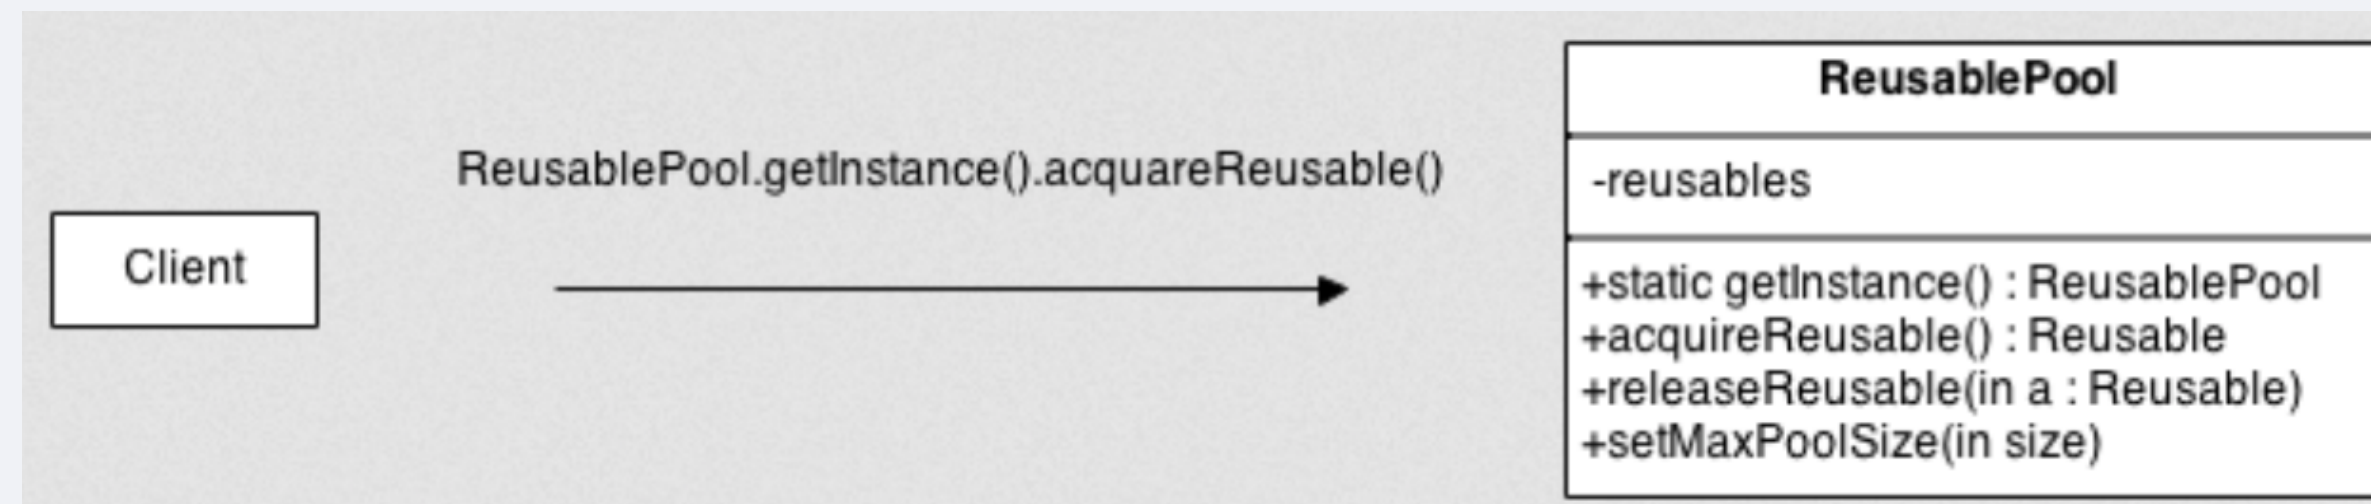 ReusablePool
ReusablePool.getInstance().acquareReusable()
-reusables
Client
+static getInstance() : ReusablePool
+acquireReusable() : Reusable
+releaseReusable(in a : Reusable)
+setMaxPoolSize(in size)